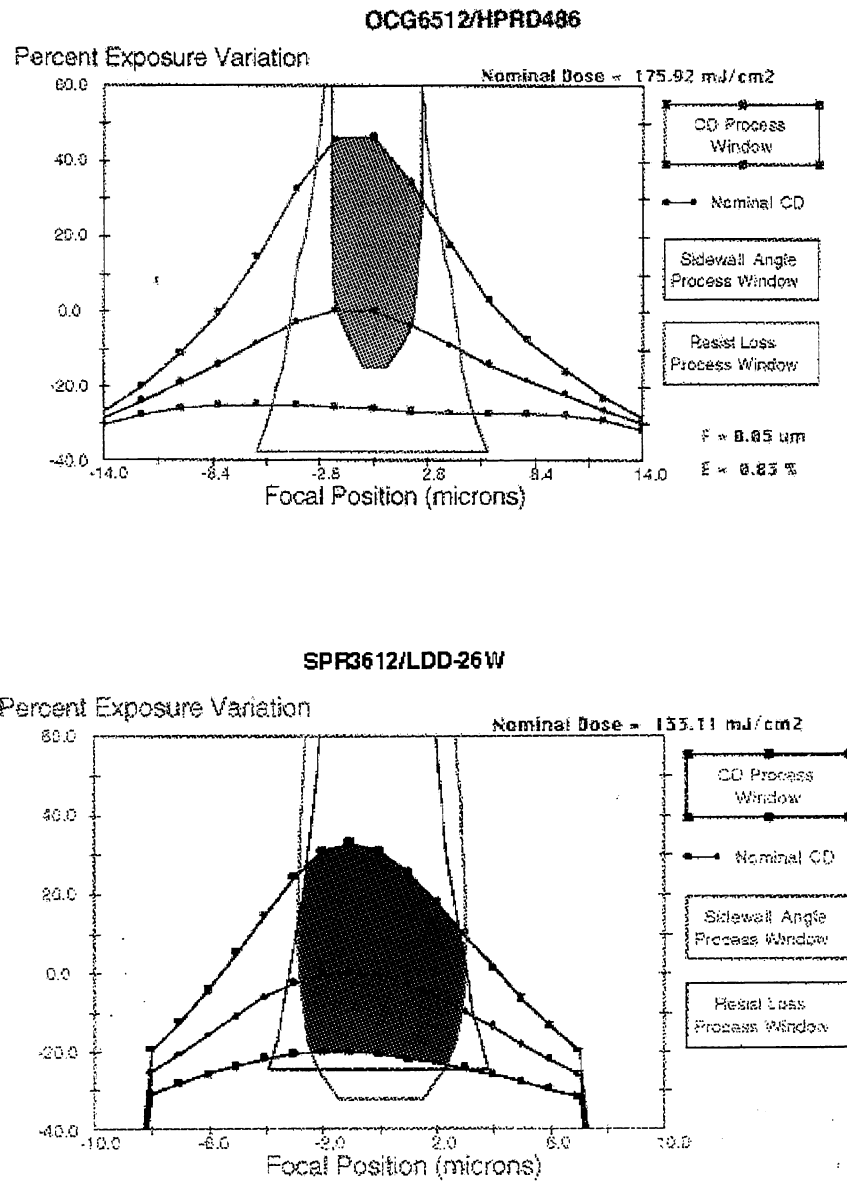 OCG6512/HPRD486
Percent Exposure Variation
Nominal Dose = 175.92 mJ/cm2
60.0
40.0
20.0
0.0
-20.0
-40.0
-14.0
-8.4
-2.8
2.8
8.4
14.0
Focal Position (microns)
CD Process
Window
Nominal CD
Sidewall Angle
Process Window
Resist Loss
Process Window
F = 0.05 um
E = 0.83 %
SPR3612/LDD-26W
Percent Exposure Variation
Nominal Dose = 133.11 mJ/cm2
60.0
40.0
20.0
0.0
-20.0
-40.0
-10.0
-6.0
-2.0
2.0
6.0
10.0
Focal Position (microns)
CD Process
Window
Nominal CD
Sidewall Angle
Process Window
Resist Loss
Process Window